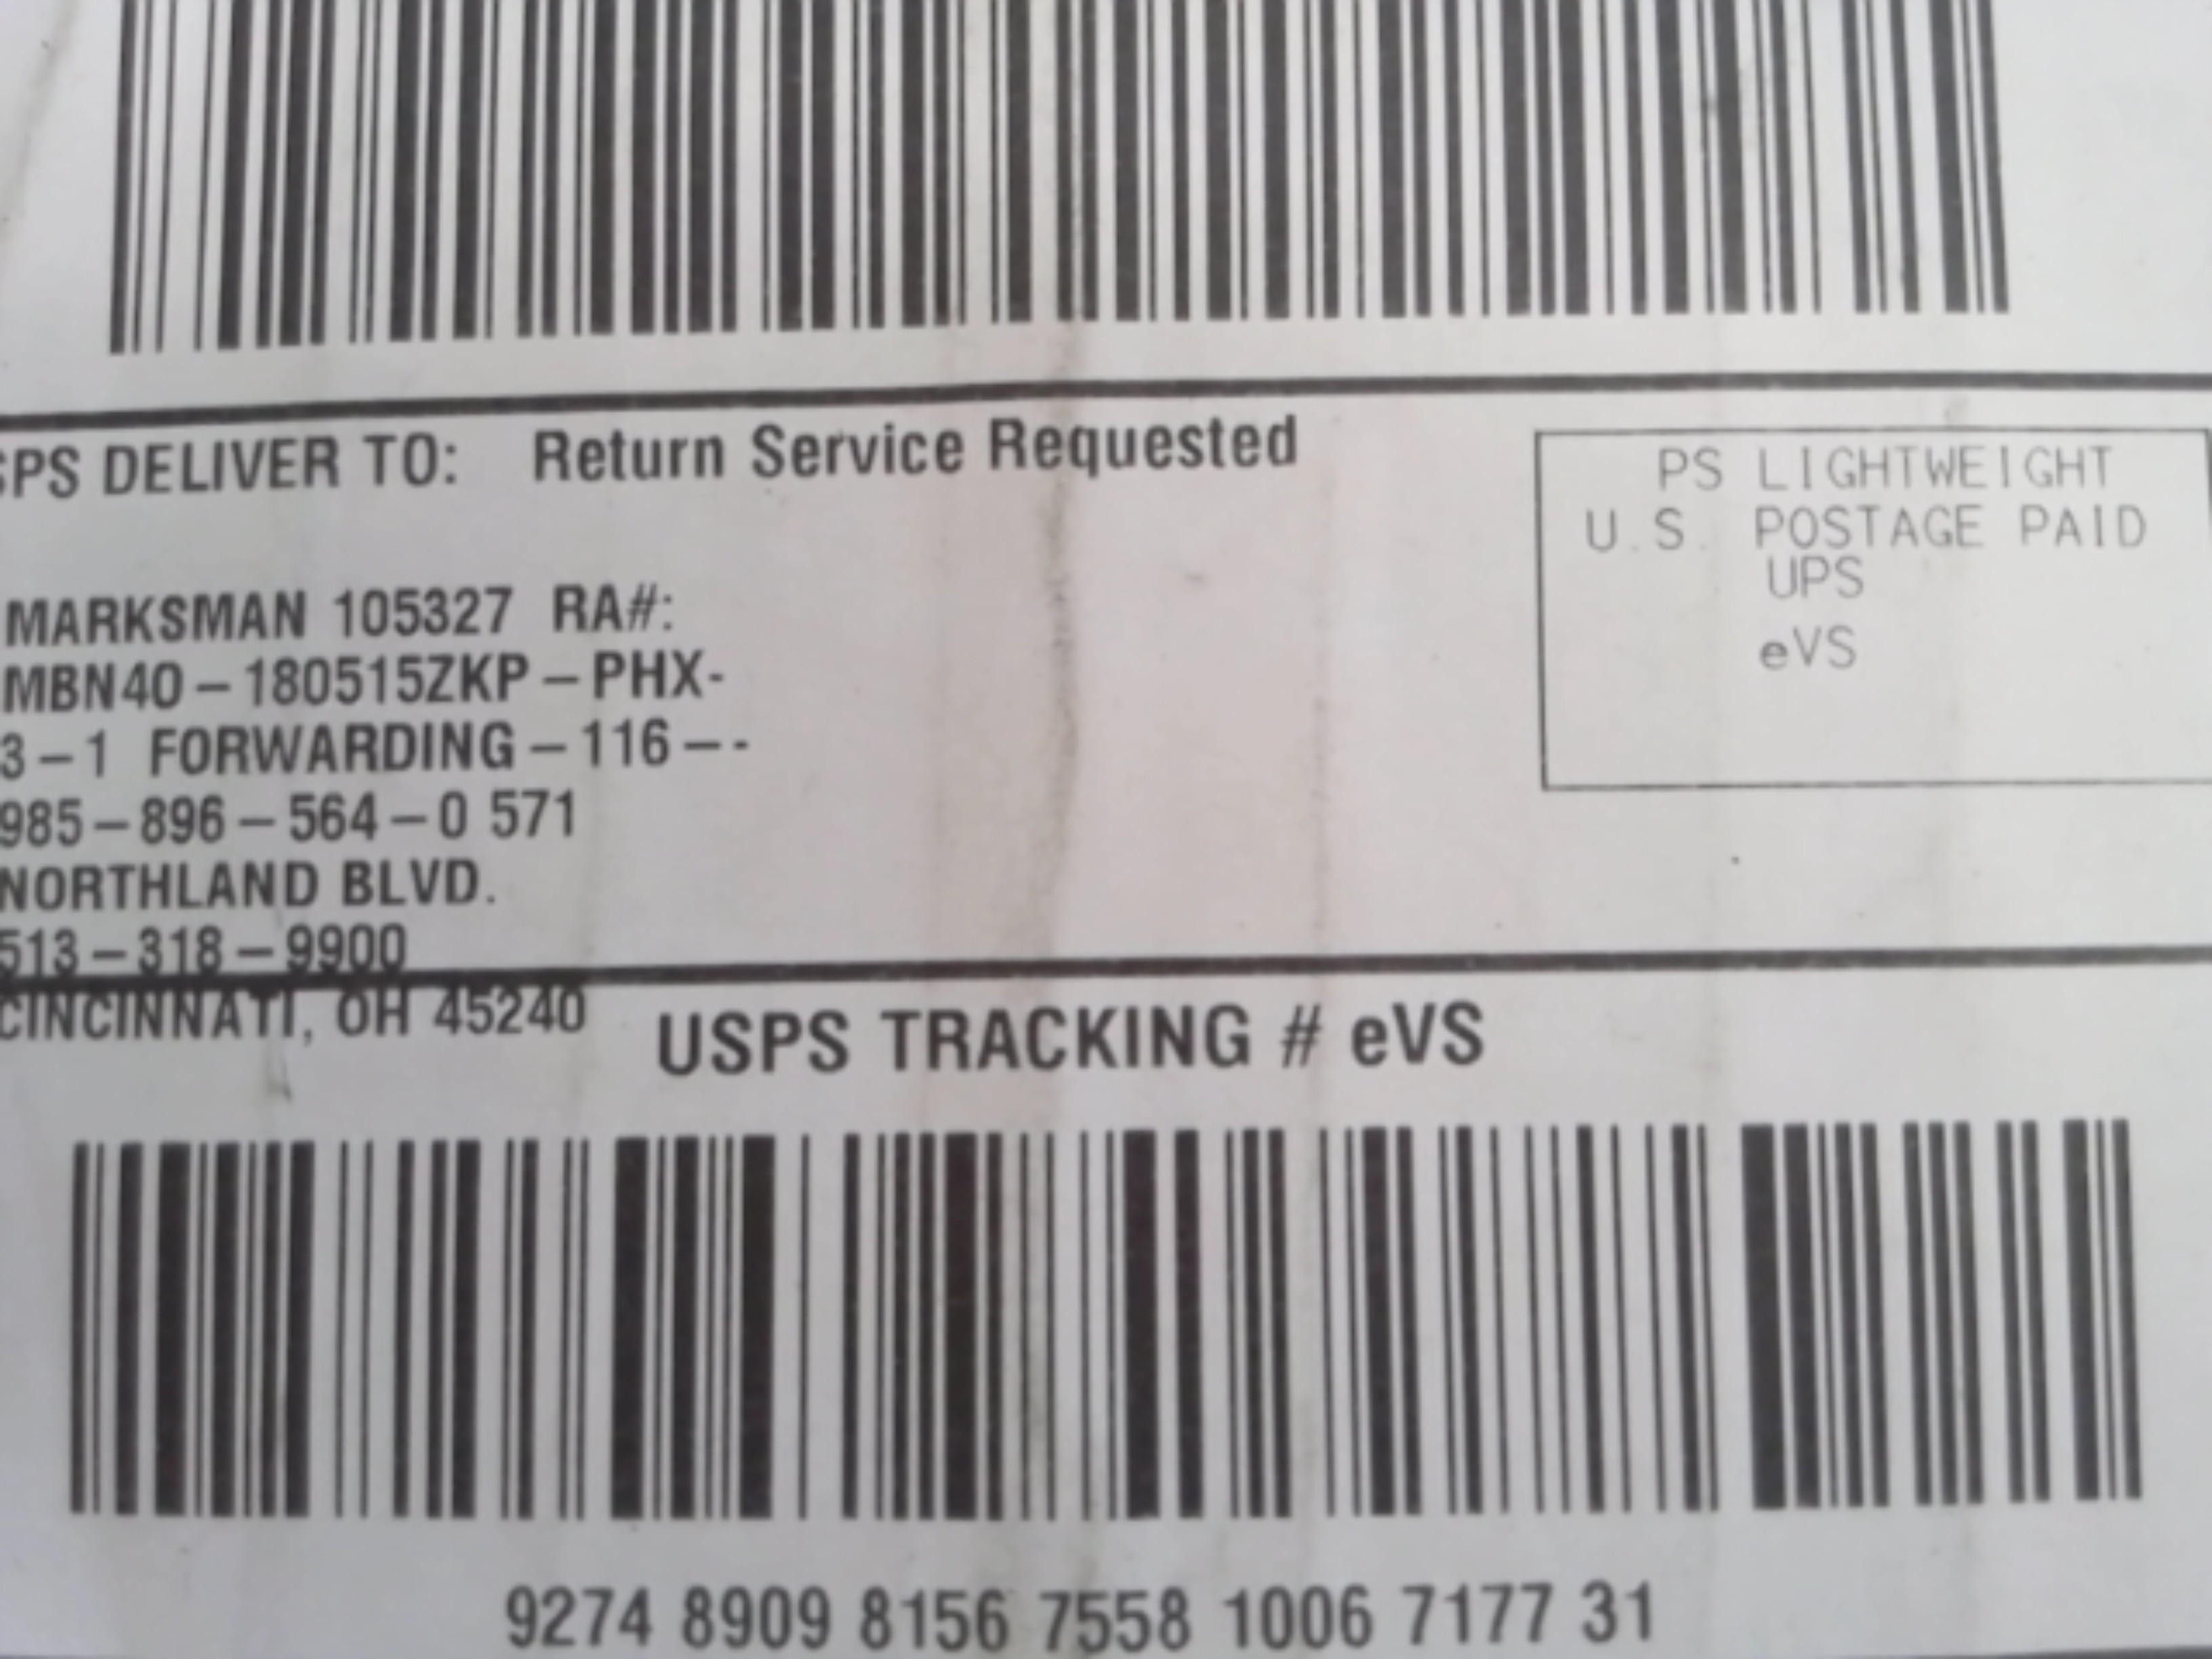 SPS DELIVER TO: Return Service Requested
PS LIGHTWEIGHT
U.S. POSTAGE PAID
UPS
eVS
MARKSMAN 105327 RA#:
MBN40-180515ZKP-PHX-
3-1 FORWARDING-116--
985-896-564-0 571
NORTHLAND BLVD.
513-318-9900
CINCINNATI, OH 45240
USPS TRACKING # eVS
9274 8909 8156 7558 1006 7177 31